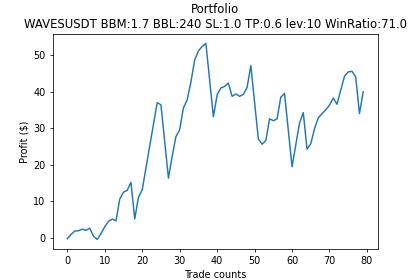 Portfolio
WAVESUSDT BBM:1.7 BBL:240 SL:1.0 TP:0.6 lev:10 WinRatio:71.0
Profit ($)
50
40
30
20
10
0
0 10 20 30 40 50 60 70 80
Trade counts